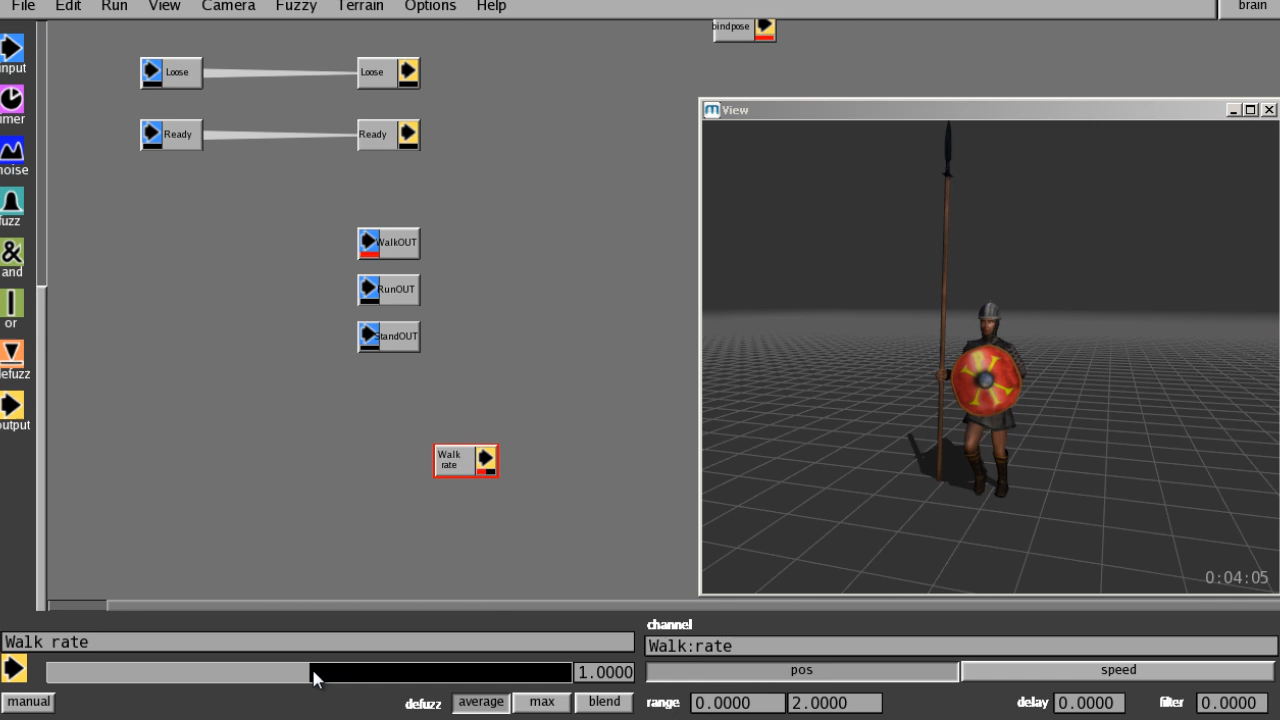 File Edit Run View Camera Fuzzy Terrain Options Help brain
bindpose
input
imer
noise
fuzz
and
or
defuzz
output
Loose Loose
Ready Ready
WalkOUT
RunOUT
StandOUT
Walk
rate
View
0:04:05
Walk rate
1.0000
manual defuzz average max blend
channel
Walk:rate
pos speed
range 0.0000 2.0000 delay 0.0000 filter 0.0000